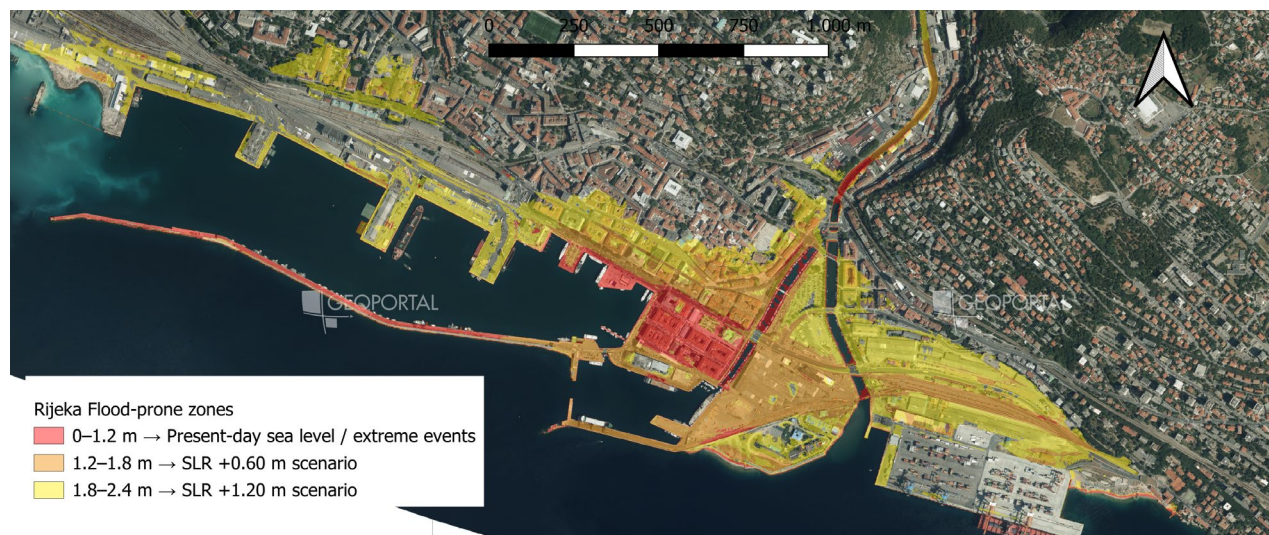 0 250 500 750 1.000 m
GEOPORTAL
GEOPORTAL
Rijeka Flood-prone zones
0–1.2 m → Present-day sea level / extreme events
1.2–1.8 m → SLR +0.60 m scenario
1.8–2.4 m → SLR +1.20 m scenario